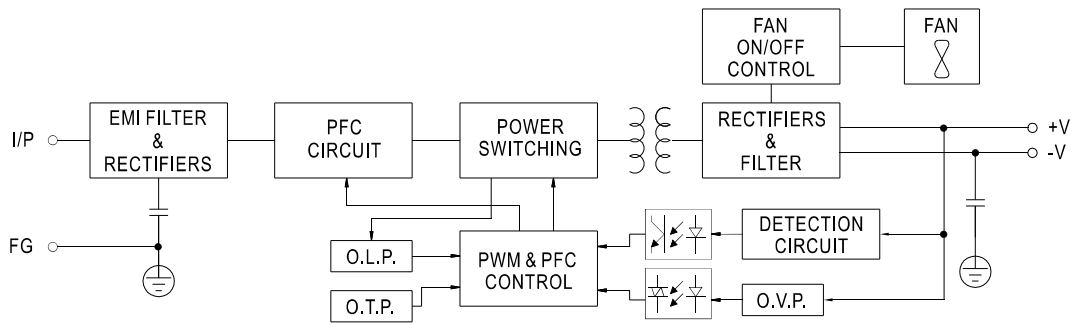 FAN
ON/OFF
CONTROL
FAN
I/P
EMI FILTER
&
RECTIFIERS
PFC
CIRCUIT
POWER
SWITCHING
RECTIFIERS
&
FILTER
+V
-V
FG
O.L.P.
O.T.P.
PWM & PFC
CONTROL
DETECTION
CIRCUIT
O.V.P.